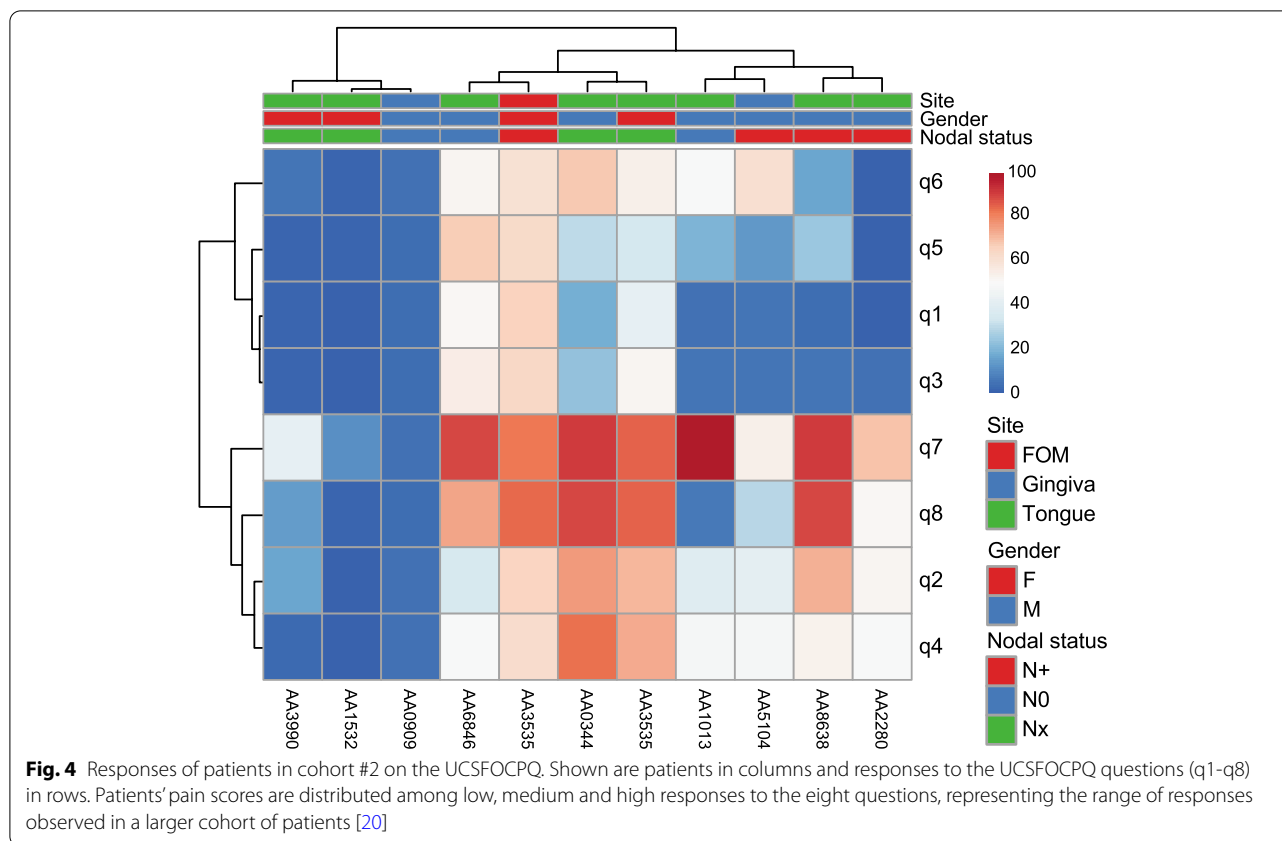 Site
Gender
Nodal status
q6
q5
q1
q3
q7
q8
q2
q4
100
80
60
40
20
0
Site
FOM
Gingiva
Tongue
Gender
F
M
Nodal status
N+
N0
Nx
AA3990
AA1532
AA0909
AA6846
AA3535
AA0344
AA3535
AA1013
AA5104
AA8638
AA2280
Fig. 4 Responses of patients in cohort #2 on the UCSFOCPQ. Shown are patients in columns and responses to the UCSFOCPQ questions (q1-q8)
in rows. Patients' pain scores are distributed among low, medium and high responses to the eight questions, representing the range of responses
observed in a larger cohort of patients [20]